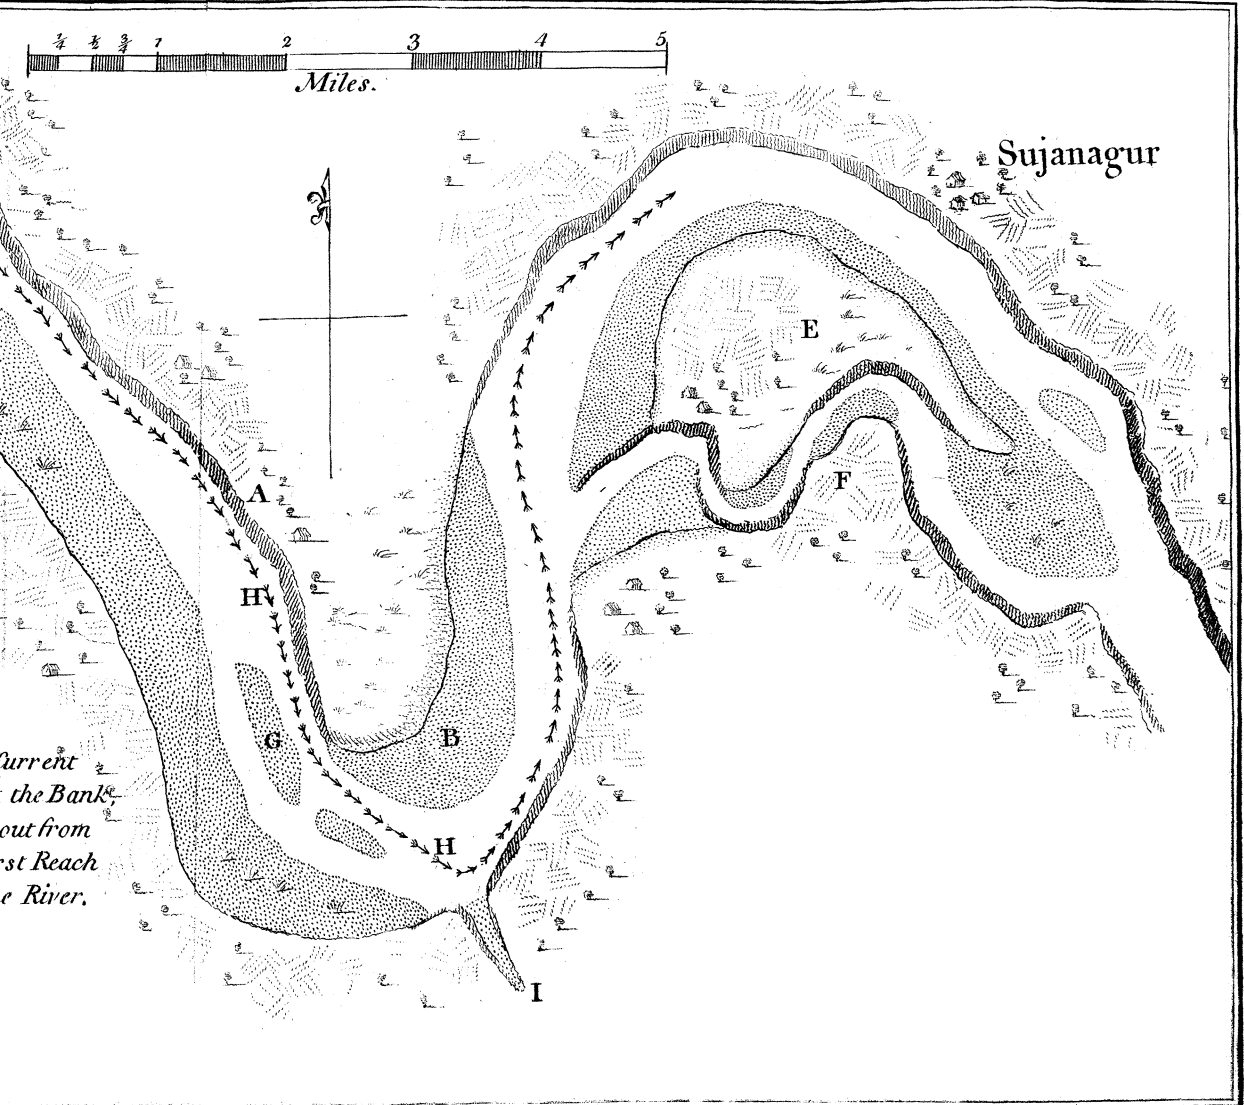 1/4 1/2 3/4 1 2 3 4 5
Miles.
Sujanagur
E
F
A
H
G
B
H
I
Current
the Bank,
out from
rst Reach
e River.